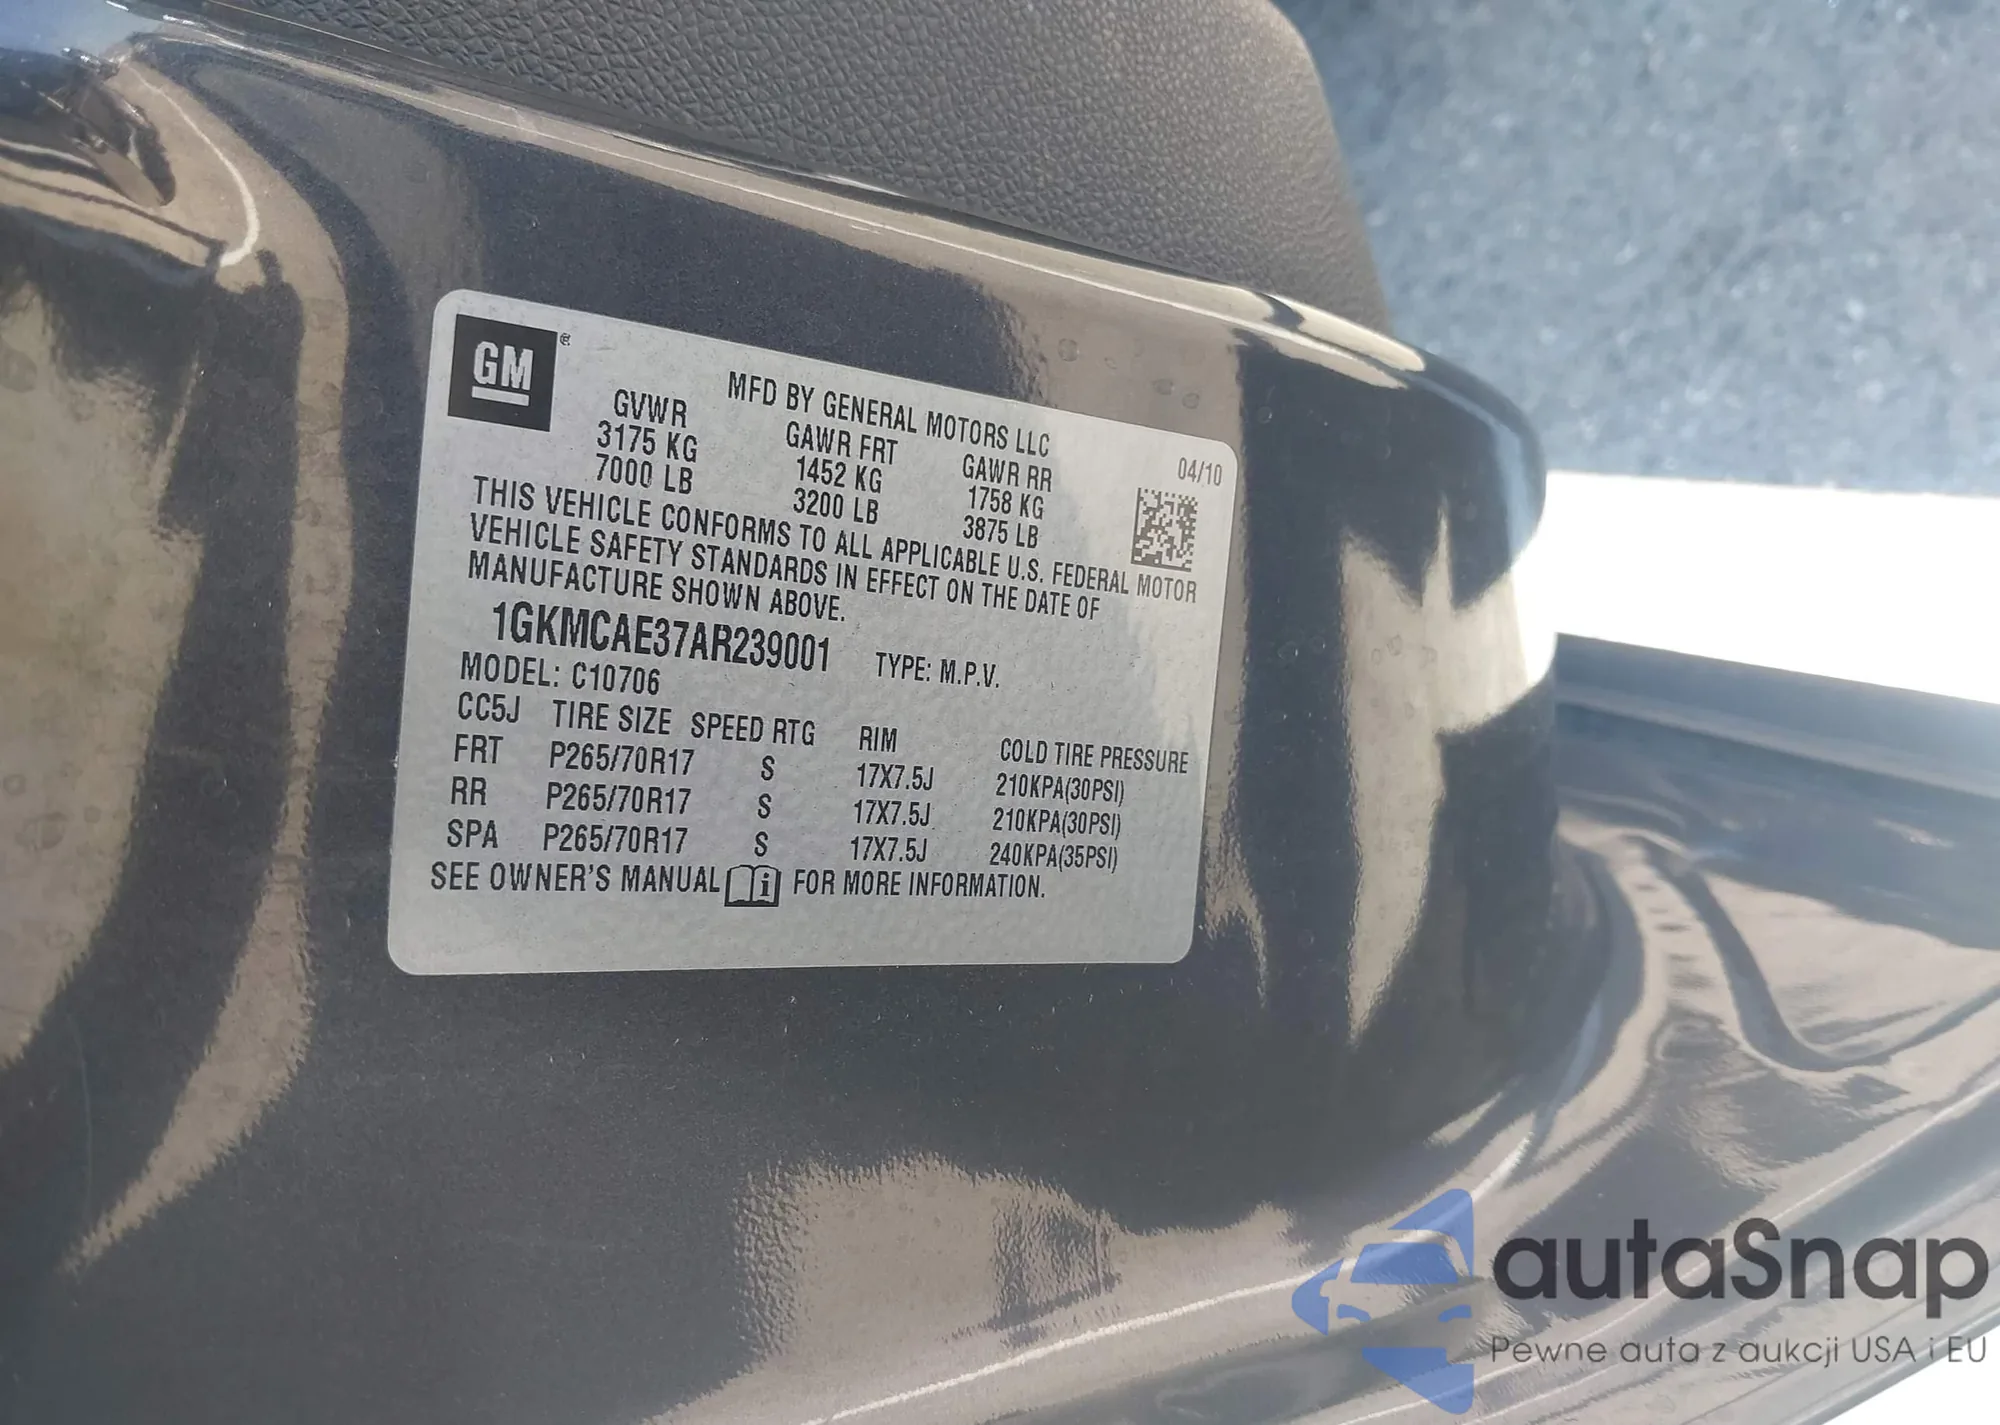 GM®
MFD BY GENERAL MOTORS LLC
GVWR GAWR FRT GAWR RR 04/10
3175 KG 1452 KG 1758 KG
7000 LB 3200 LB 3875 LB
THIS VEHICLE CONFORMS TO ALL APPLICABLE U.S. FEDERAL MOTOR
VEHICLE SAFETY STANDARDS IN EFFECT ON THE DATE OF
MANUFACTURE SHOWN ABOVE.
1GKMCAE37AR239001 TYPE: M.P.V.
MODEL: C10706
CC5J TIRE SIZE SPEED RTG RIM COLD TIRE PRESSURE
FRT P265/70R17 S 17X7.5J 210KPA(30PSI)
RR P265/70R17 S 17X7.5J 210KPA(30PSI)
SPA P265/70R17 S 17X7.5J 240KPA(35PSI)
SEE OWNER'S MANUAL FOR MORE INFORMATION.
autaSnap
Pewne auta z aukcji USA i EU